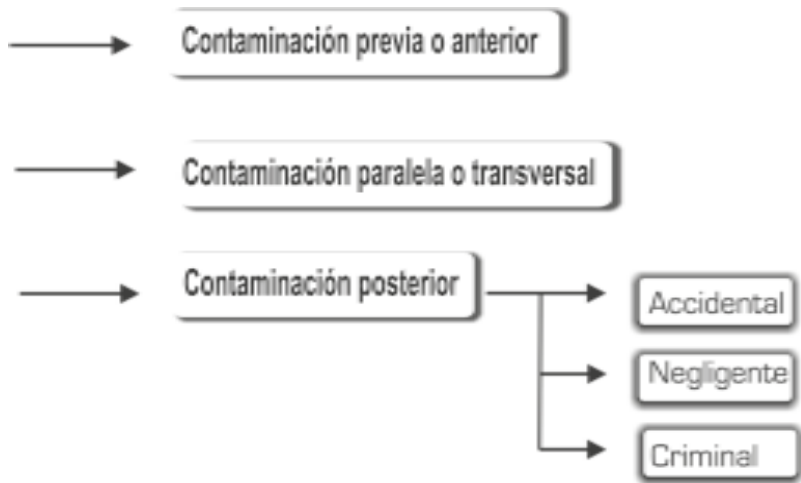 Contaminación previa o anterior
Contaminación paralela o transversal
Contaminación posterior
Accidental
Negligente
Criminal